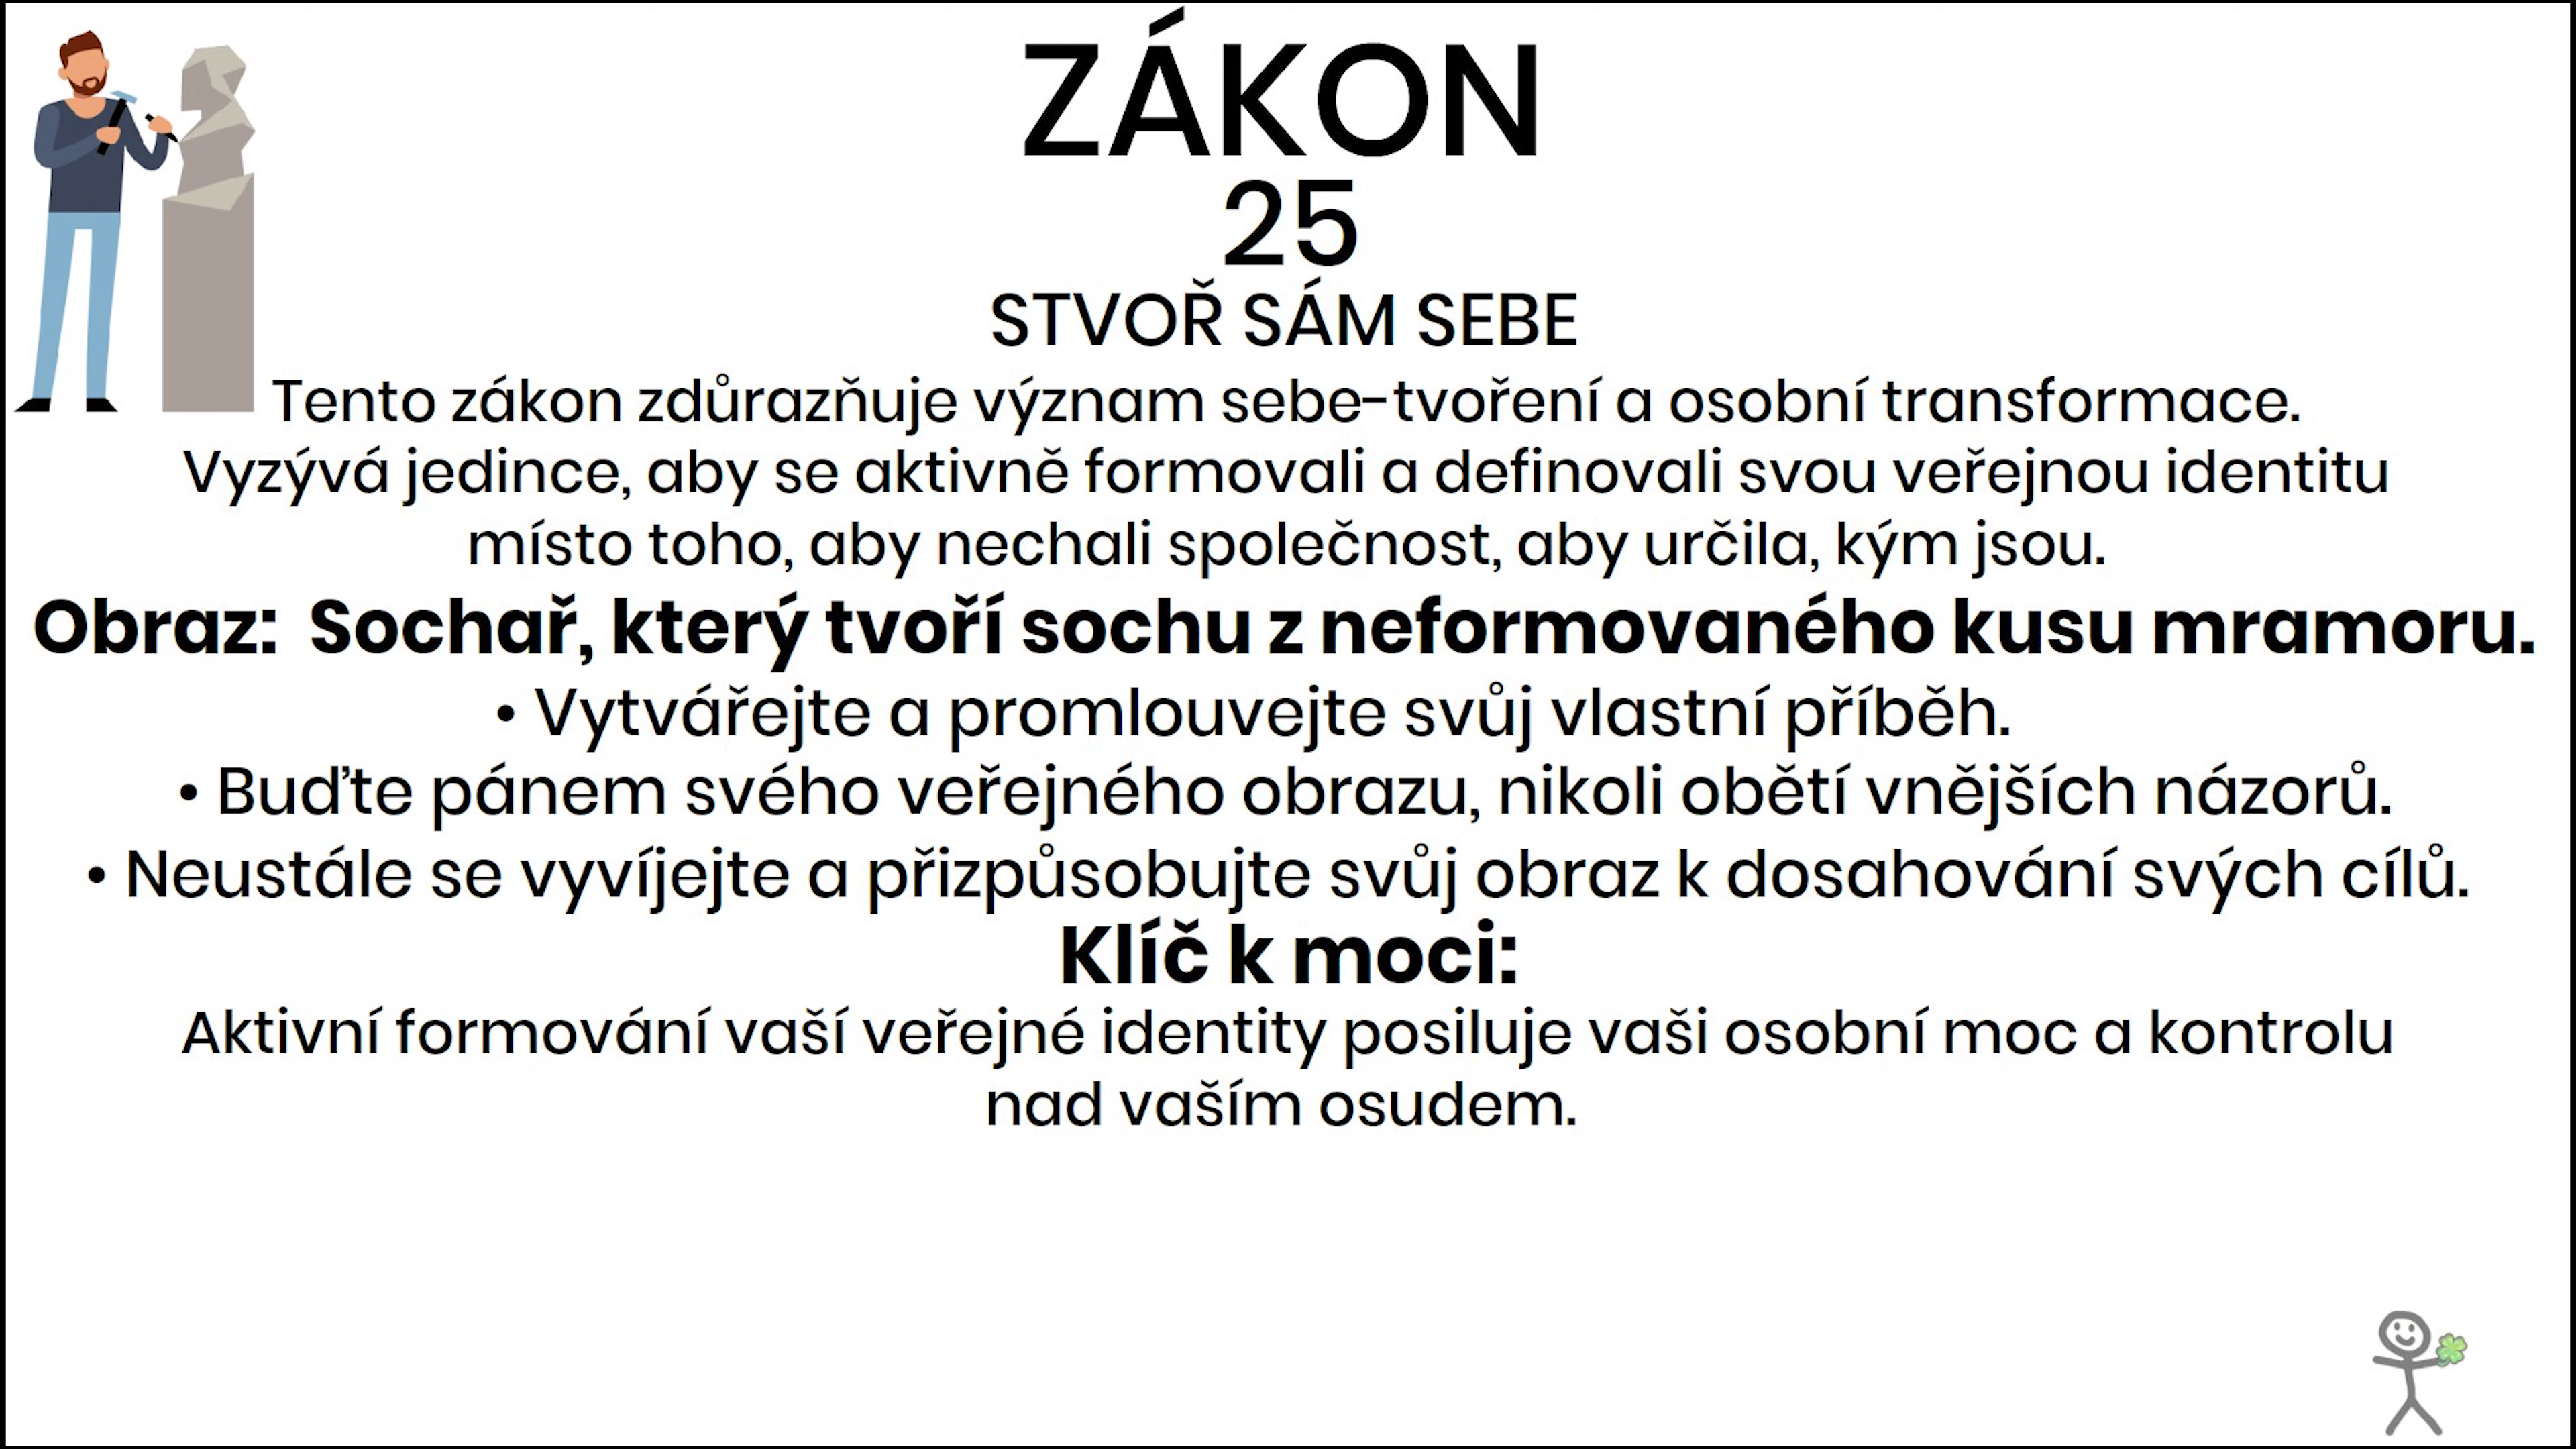 ZÁKON
25
STVOŘ SÁM SEBE
Tento zákon zdůrazňuje význam sebe-tvoření a osobní transformace.
Vyzývá jedince, aby se aktivně formovali a definovali svou veřejnou identitu
místo toho, aby nechali společnost, aby určila, kým jsou.
Obraz: Sochař, který tvoří sochu z neformovaného kusu mramoru.
• Vytvářejte a promlouvejte svůj vlastní příběh.
• Buďte pánem svého veřejného obrazu, nikoli obětí vnějších názorů.
• Neustále se vyvíjejte a přizpůsobujte svůj obraz k dosahování svých cílů.
Klíč k moci:
Aktivní formování vaší veřejné identity posiluje vaši osobní moc a kontrolu
nad vaším osudem.